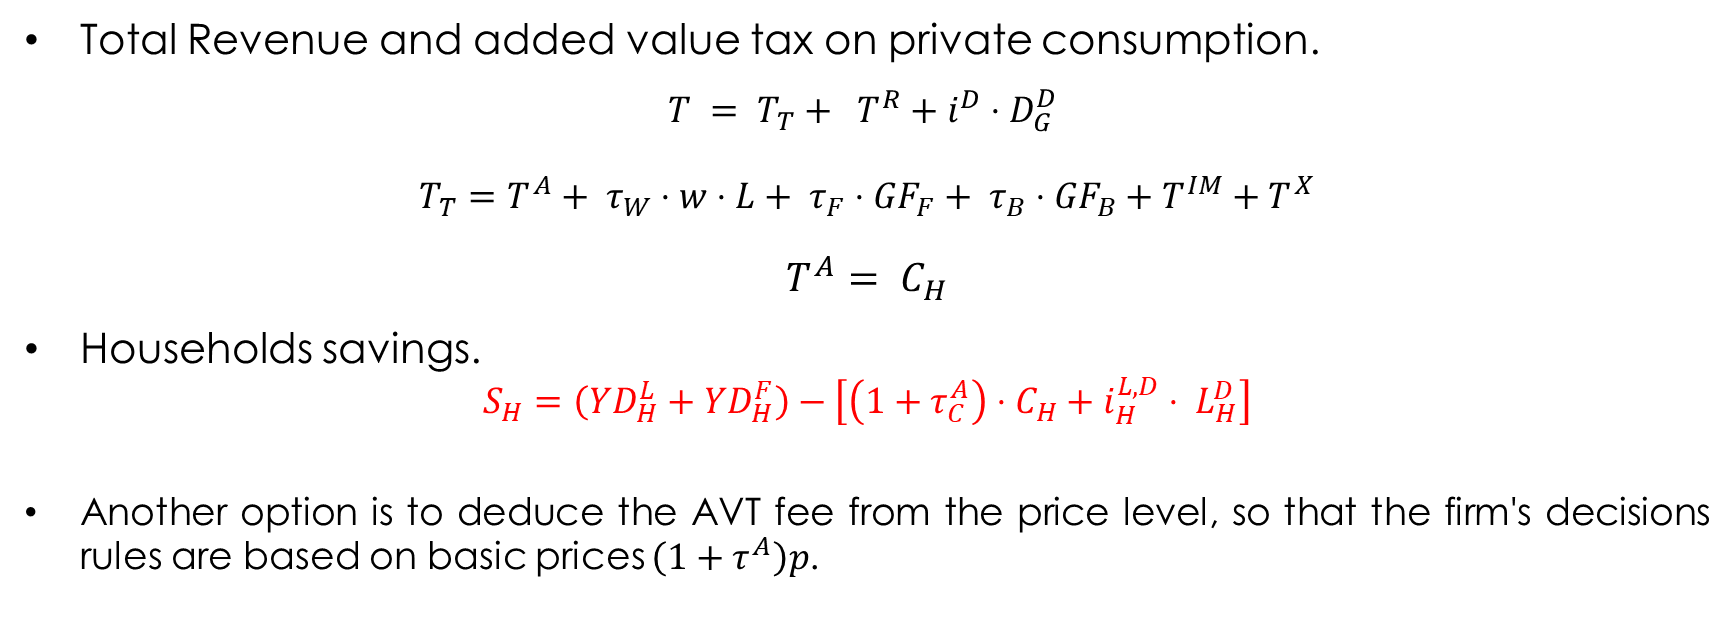 • Total Revenue and added value tax on private consumption.
T = T_T + T^R + i^D · D_G^D
T_T = T^A + τ_W · w · L + τ_F · GF_F + τ_B · GF_B + T^{IM} + T^X
T^A = C_H
• Households savings.
S_H = (YD_H^L + YD_H^F) − [(1 + τ_C^A) · C_H + i_H^{L,D} · L_H^D]
• Another option is to deduce the AVT fee from the price level, so that the firm's decisions
rules are based on basic prices (1 + τ^A)p.